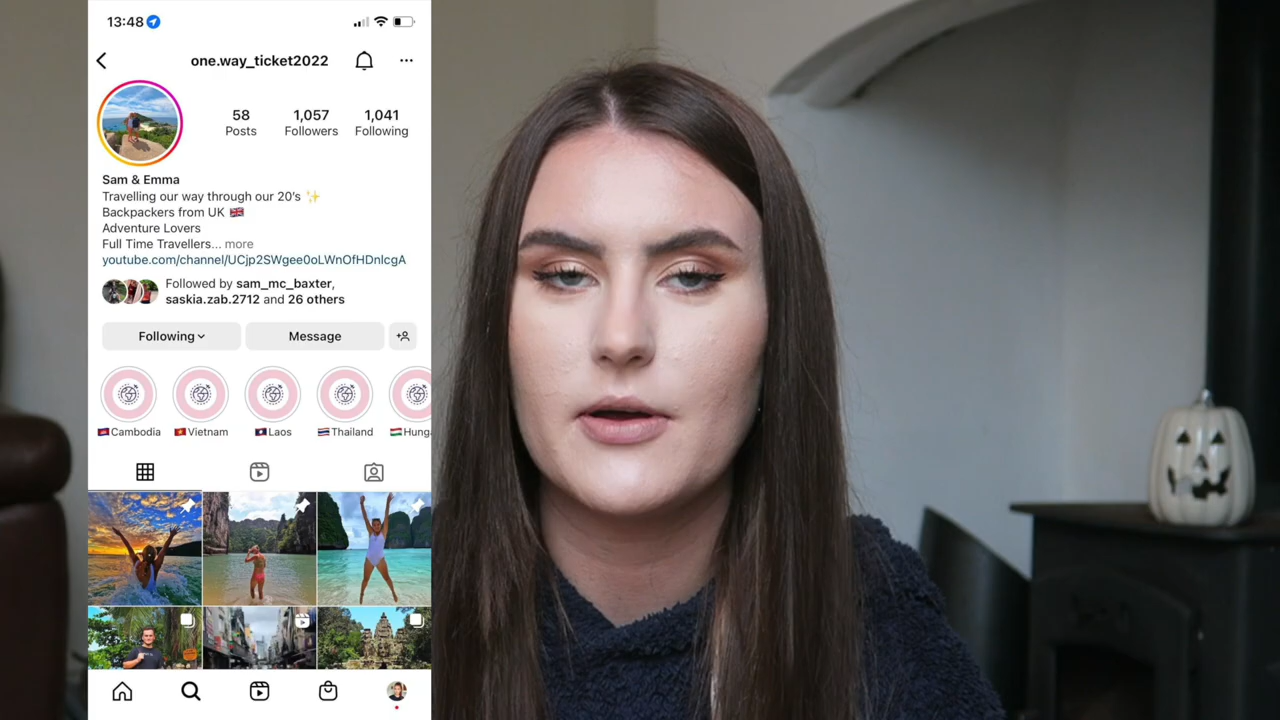 13:48
one.way_ticket2022
58
Posts
1,057
Followers
1,041
Following
Sam & Emma
Travelling our way through our 20's ✨
Backpackers from UK 🇬🇧
Adventure Lovers
Full Time Travellers... more
youtube.com/channel/UCjp2SWgee0oLWnOfHDnlcgA
Followed by sam_mc_baxter,
saskia.zab.2712 and 26 others
Following
Message
🇰🇭Cambodia
🇻🇳Vietnam
🇱🇦Laos
🇹🇭Thailand
🇭🇺Hung